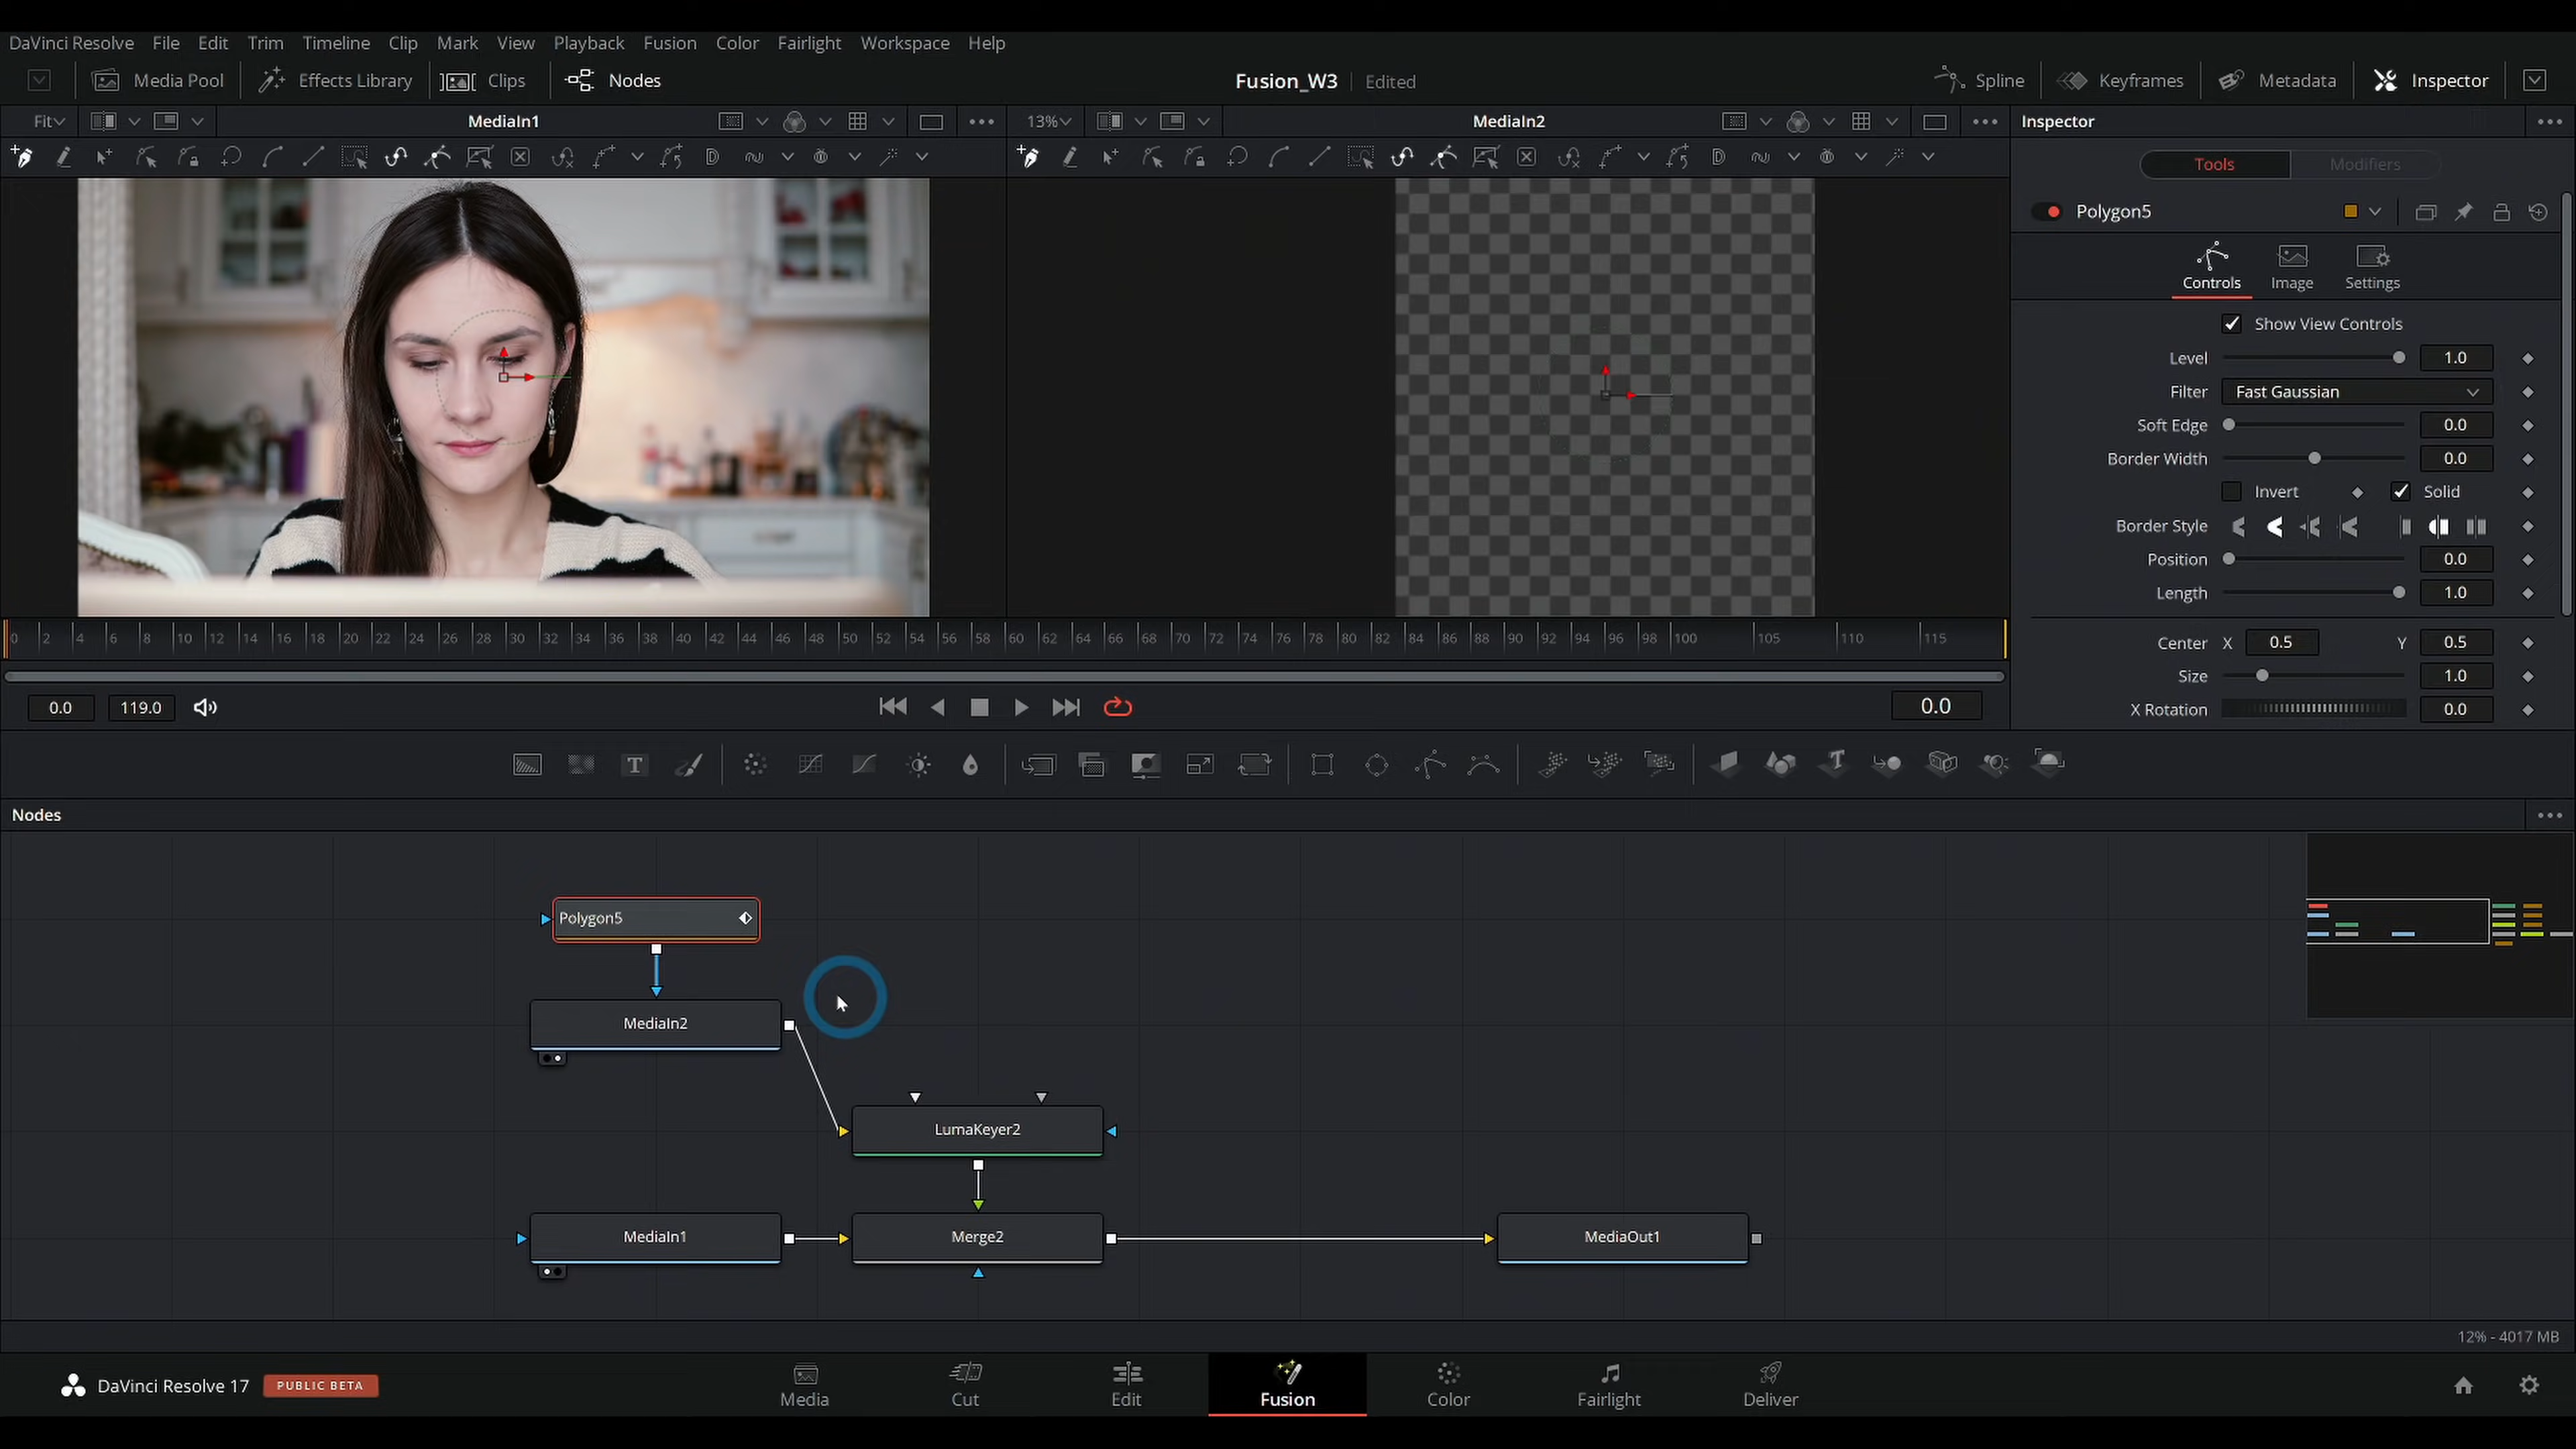 DaVinci Resolve File Edit Trim Timeline Clip Mark View Playback Fusion Color Fairlight Workspace Help
Media Pool Effects Library Clips Nodes Fusion_W3 Edited Spline Keyframes Metadata Inspector
Fit MediaIn1 13% MediaIn2 Inspector
Tools Modifiers
Polygon5
Controls Image Settings
Show View Controls
Level 1.0
Filter Fast Gaussian
Soft Edge 0.0
Border Width 0.0
Invert Solid
Border Style
Position 0.0
Length 1.0
0 2 4 6 8 10 12 14 16 18 20 22 24 26 28 30 32 34 36 38 40 42 44 46 48 50 52 54 56 58 60 62 64 66 68 70 72 74 76 78 80 82 84 86 88 90 92 94 96 98 100 105 110 115
Center X 0.5 Y 0.5
Size 1.0
X Rotation 0.0
0.0 119.0 0.0
T T
Nodes
Polygon5
MediaIn2
LumaKeyer2
MediaIn1 Merge2 MediaOut1
12% - 4017 MB
DaVinci Resolve 17 PUBLIC BETA
Media Cut Edit Fusion Color Fairlight Deliver